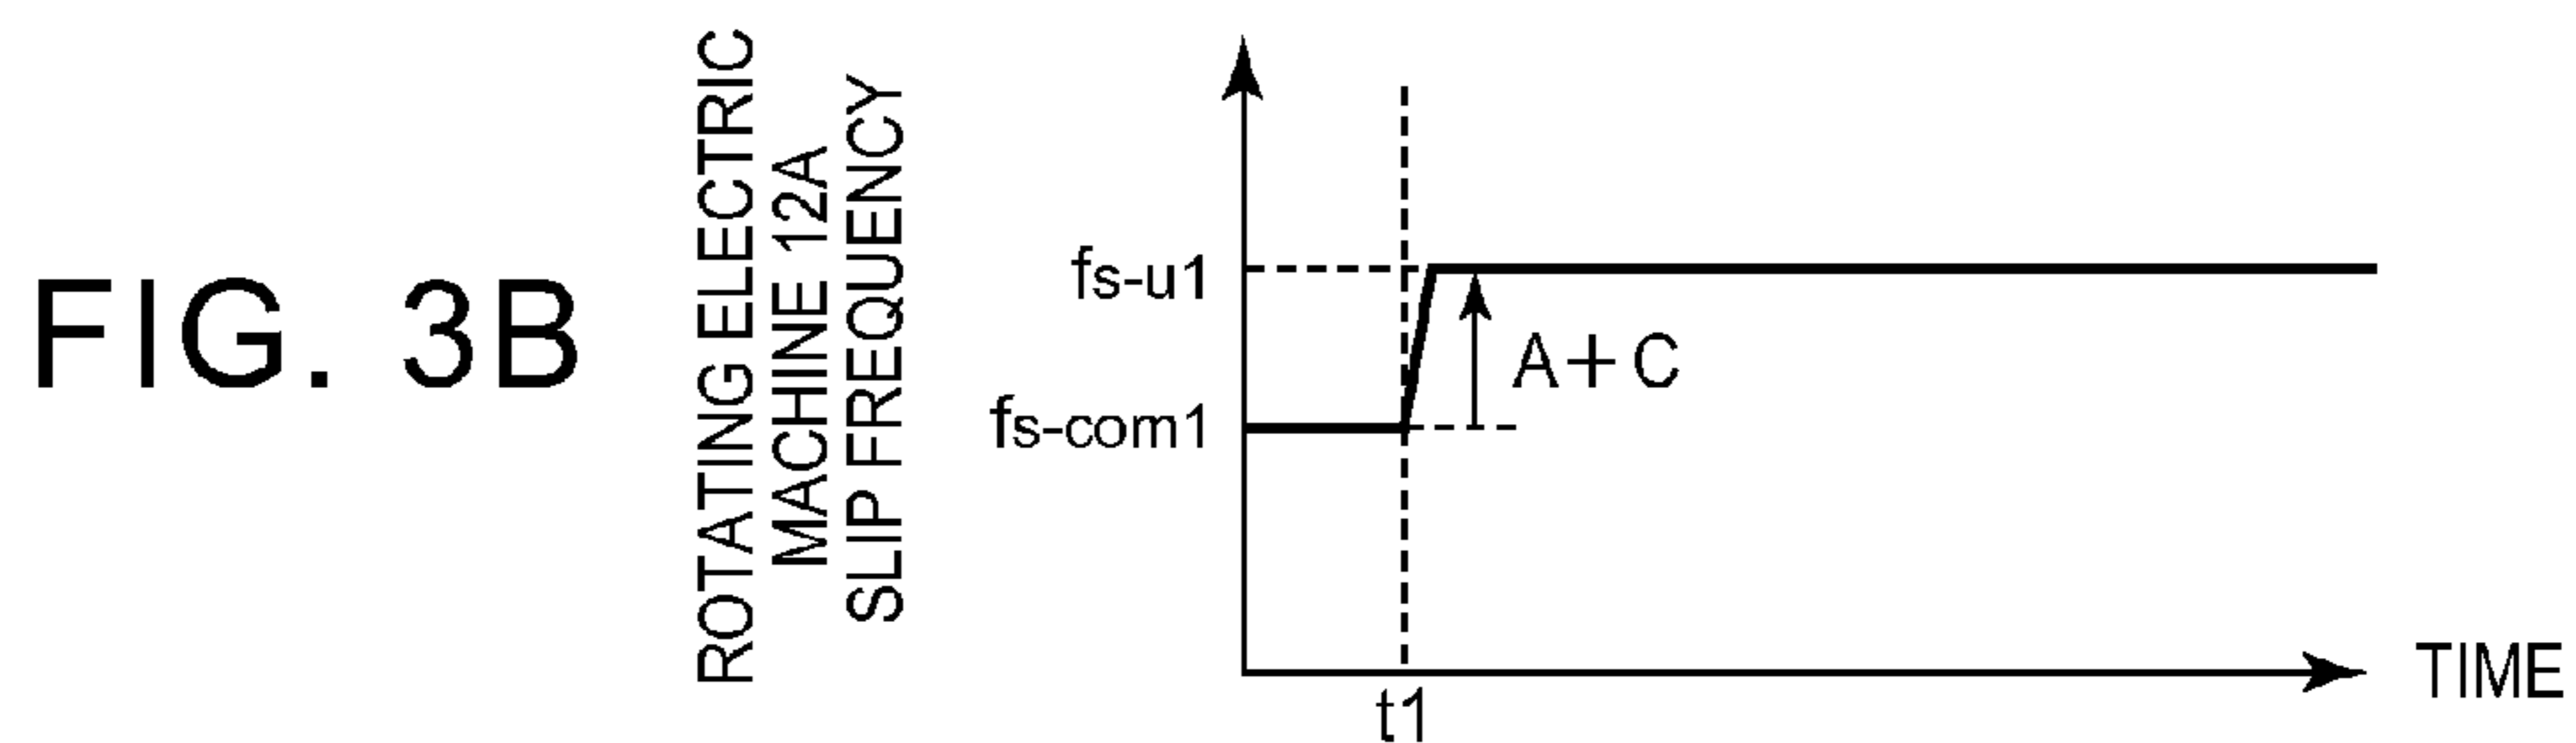 FIG. 3B
ROTATING ELECTRIC
MACHINE 12A
SLIP FREQUENCY
fs-u1
A+C
fs-com1
t1
TIME